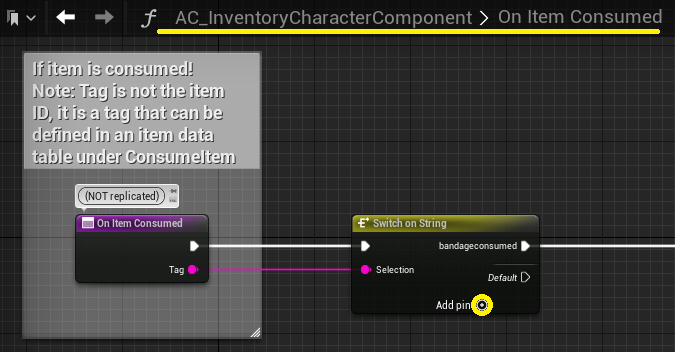 AC_InventoryCharacterComponent > On Item Consumed
If item is consumed!
Note: Tag is not the item
ID, it is a tag that can be
defined in an item data
table under ConsumeItem
(NOT replicated)
On Item Consumed
Tag
Switch on String
bandageconsumed
Selection
Default
Add pin